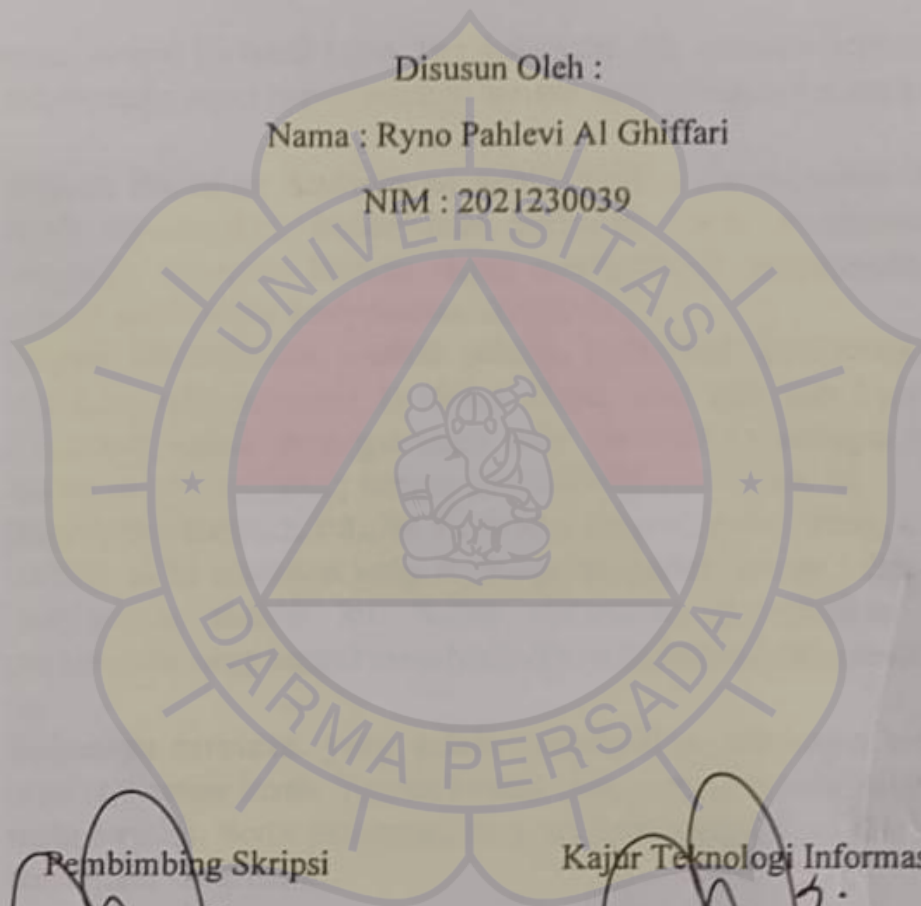 Disusun Oleh :
Nama : Ryno Pahlevi Al Ghiffari
NIM : 2021230039
UNIVERSITAS
DARMA PERSADA
Pembimbing Skripsi
Kajur Teknologi Informas